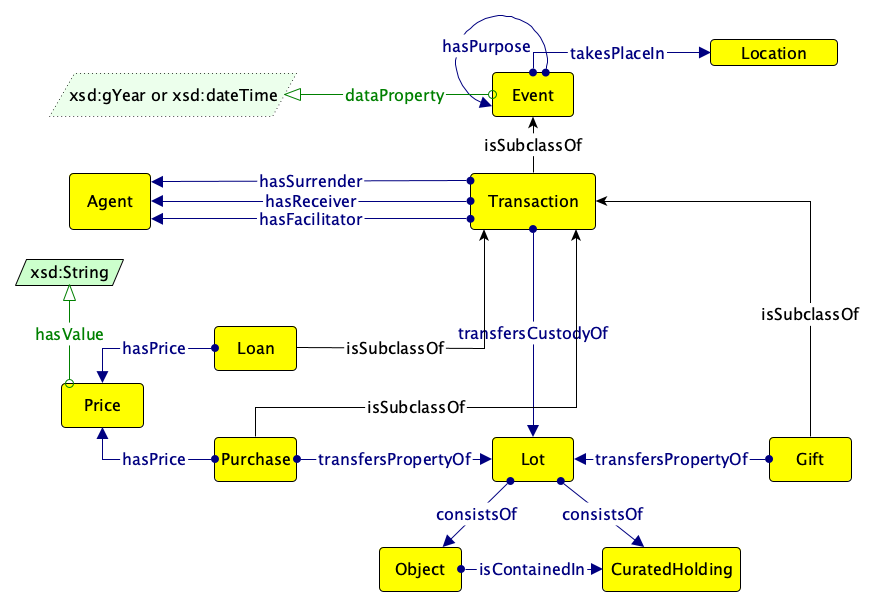 hasPurpose
takesPlaceIn
Location
xsd:gYear or xsd:dateTime
dataProperty
Event
isSubclassOf
Agent
hasSurrender
hasReceiver
hasFacilitator
Transaction
xsd:String
isSubclassOf
hasValue
transfersCustodyOf
hasPrice
Loan
isSubclassOf
Price
isSubclassOf
hasPrice
Purchase
transfersPropertyOf
Lot
transfersPropertyOf
Gift
consistsOf
consistsOf
Object
isContainedIn
CuratedHolding